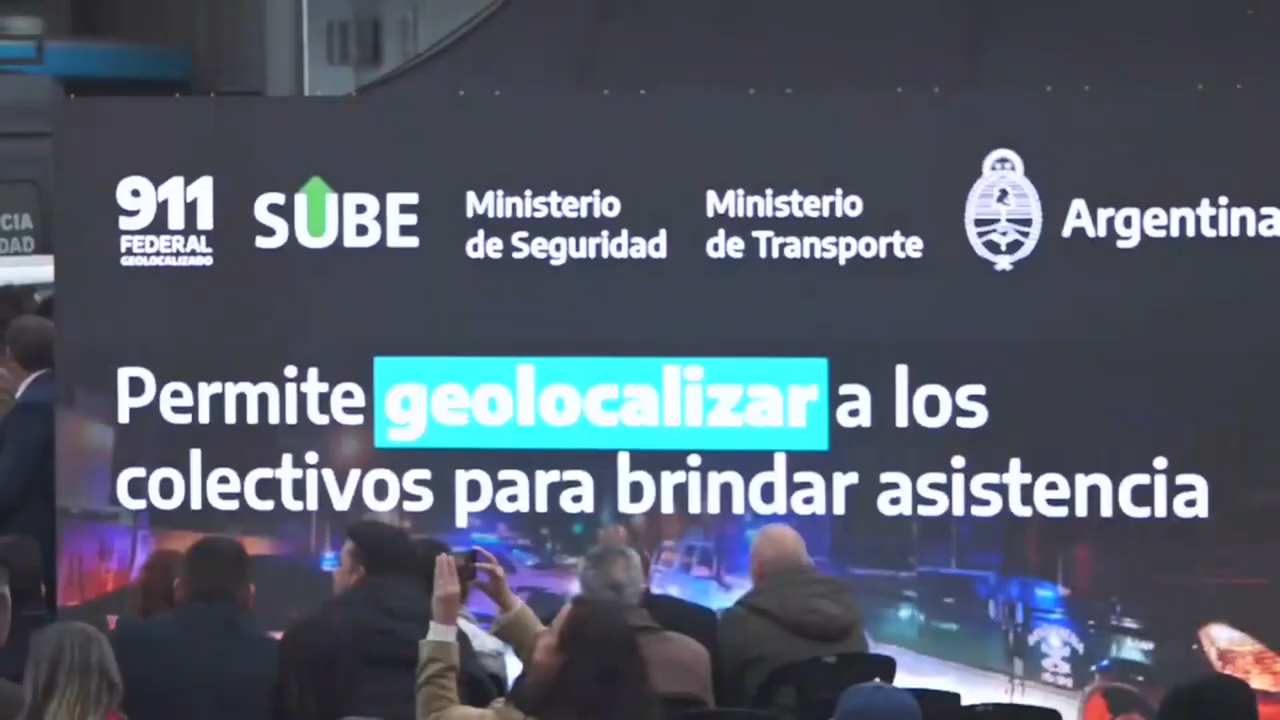 911
FEDERAL
GEOLOCALIZADO
SUBE
Ministerio
de Seguridad
Ministerio
de Transporte
Argentina
Permite geolocalizar a los
colectivos para brindar asistencia